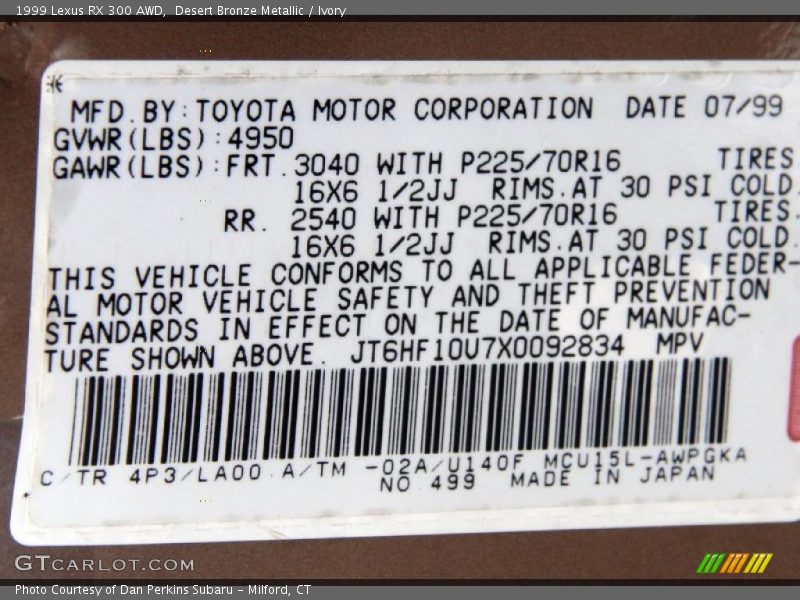 1999 Lexus RX 300 AWD,  Desert Bronze Metallic / Ivory
MFD.BY:TOYOTA MOTOR CORPORATION DATE 07/99
GVWR(LBS):4950
GAWR(LBS):FRT.3040 WITH P225/70R16 TIRES
16X6 1/2JJ RIMS.AT 30 PSI COLD.
RR. 2540 WITH P225/70R16 TIRES.
16X6 1/2JJ RIMS.AT 30 PSI COLD.
THIS VEHICLE CONFORMS TO ALL APPLICABLE FEDER-
AL MOTOR VEHICLE SAFETY AND THEFT PREVENTION
STANDARDS IN EFFECT ON THE DATE OF MANUFAC-
TURE SHOWN ABOVE. JT6HF10U7X0092834 MPV
C/TR 4P3/LA00.A/TM -02A/U140F MCU15L-AWPGKA
NO.499 MADE IN JAPAN
GTCARLOT.COM
Photo Courtesy of Dan Perkins Subaru - Milford, CT